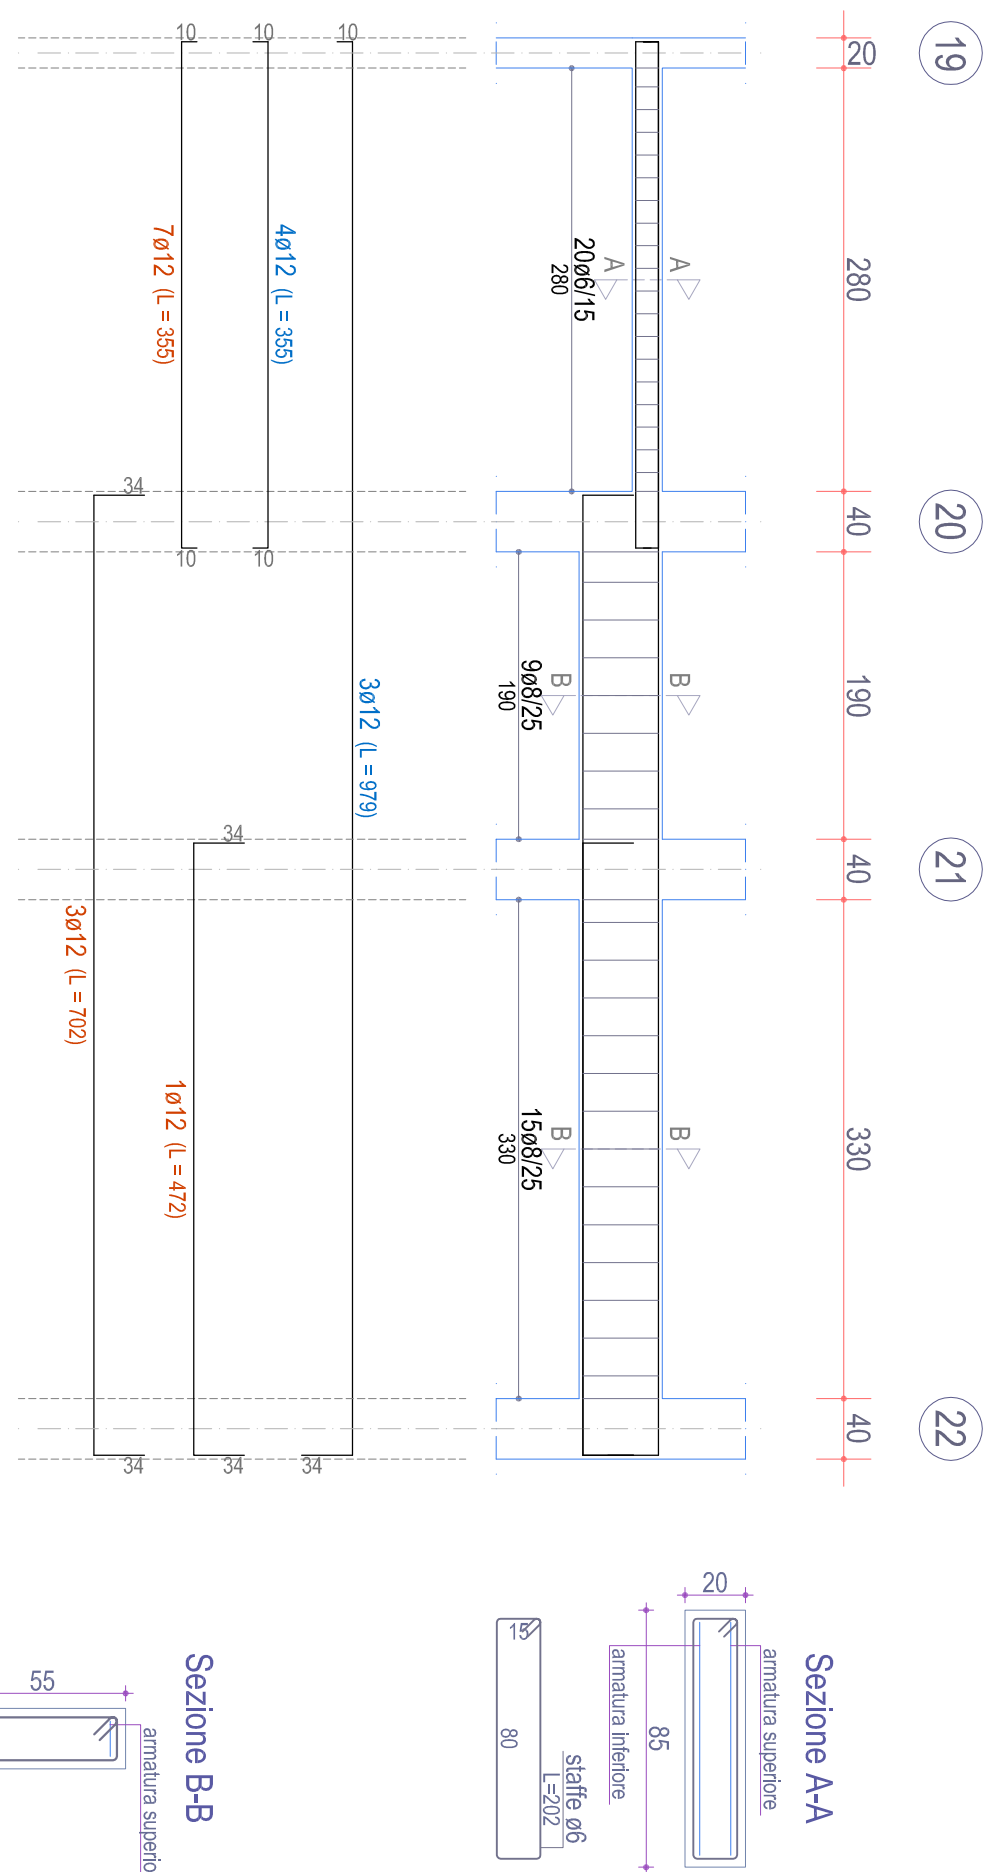 19
20
21
22
20
280
40
190
40
330
40
A
A
B
B
B
B
20ø6/15
280
9ø8/25
190
15ø8/25
330
10
3ø12 (L = 979)
34
10
4ø12 (L = 355)
10
10
7ø12 (L = 355)
10
34
1ø12 (L = 472)
34
34
3ø12 (L = 702)
34
Sezione A-A
armatura superiore
20
85
armatura inferiore
staffe ø6
L=202
15
80
Sezione B-B
armatura superio
55